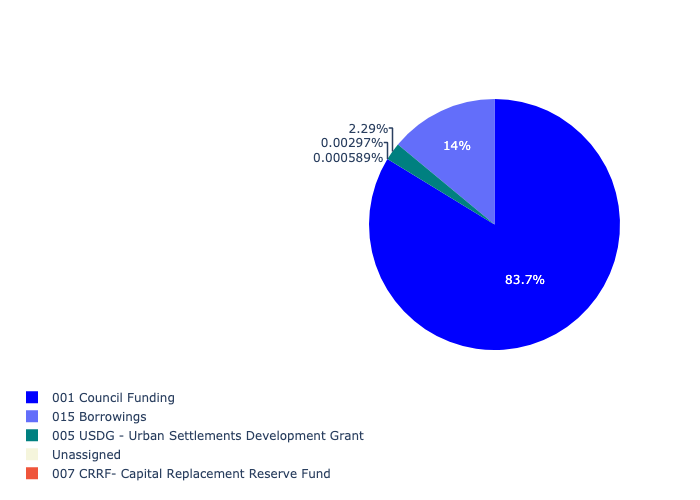 2.29%
0.00297%
0.000589%
14%
83.7%
001 Council Funding
015 Borrowings
005 USDG - Urban Settlements Development Grant
Unassigned
007 CRRF- Capital Replacement Reserve Fund